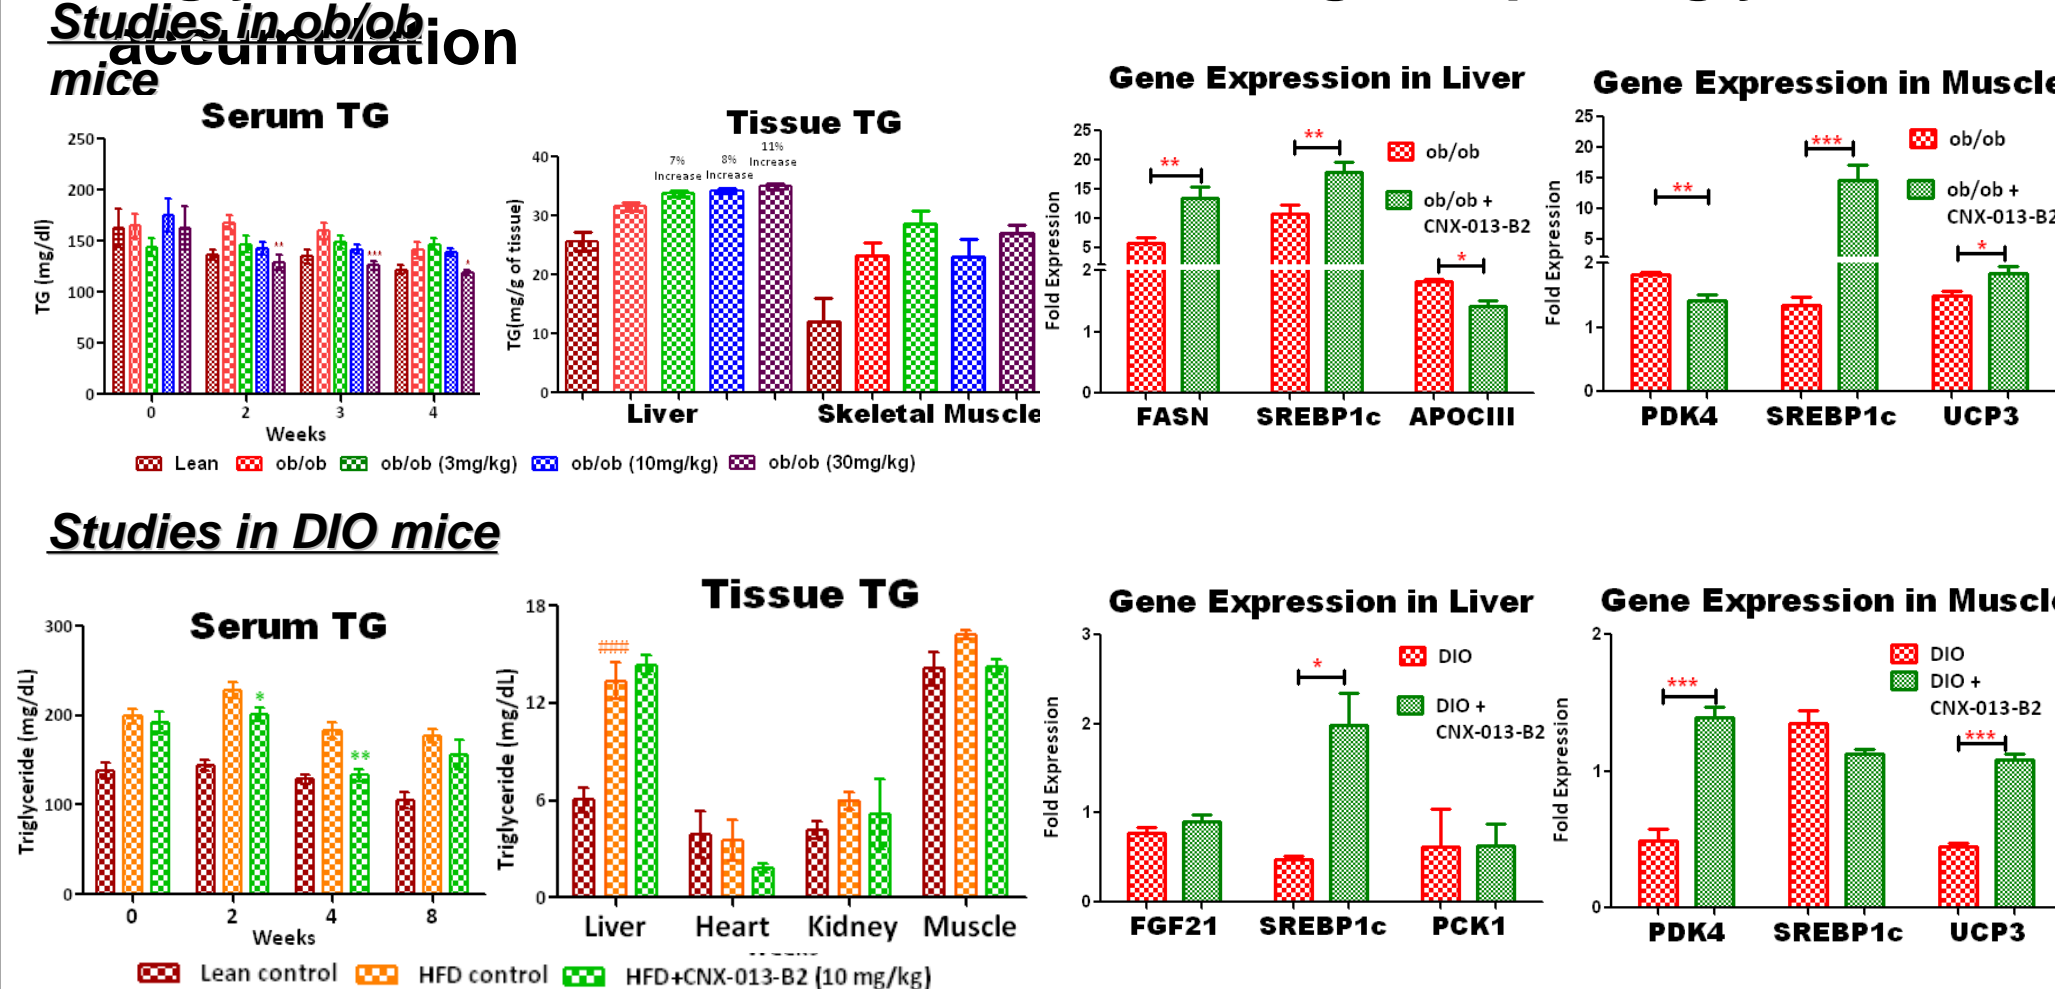 Studies in ob/ob
accumulation
mice
Serum TG
TG (mg/dl)
250
200
150
100
50
0
**
***
*
0 2 3 4
Weeks
Tissue TG
TG(mg/g of tissue)
40
30
20
10
0
7%
Increase
8%
Increase
11%
Increase
Liver Skeletal Muscle
Lean ob/ob ob/ob (3mg/kg) ob/ob (10mg/kg) ob/ob (30mg/kg)
Gene Expression in Liver
Fold Expression
25
20
15
10
5
2
1
0
**
**
*
ob/ob
ob/ob +
CNX-013-B2
FASN SREBP1c APOCIII
Gene Expression in Muscle
Fold Expression
25
20
15
10
5
2
1
0
**
***
*
ob/ob
ob/ob +
CNX-013-B2
PDK4 SREBP1c UCP3
Studies in DIO mice
Serum TG
Triglyceride (mg/dL)
300
200
100
0
*
**
0 2 4 8
Weeks
Tissue TG
Triglyceride (mg/dL)
18
12
6
0
###
Liver Heart Kidney Muscle
Lean control HFD control HFD+CNX-013-B2 (10 mg/kg)
Gene Expression in Liver
Fold Expression
3
2
1
0
*
DIO
DIO +
CNX-013-B2
FGF21 SREBP1c PCK1
Gene Expression in Muscl
Fold Expression
2
1
0
***
***
DIO
DIO +
CNX-013-B2
PDK4 SREBP1c UCP3